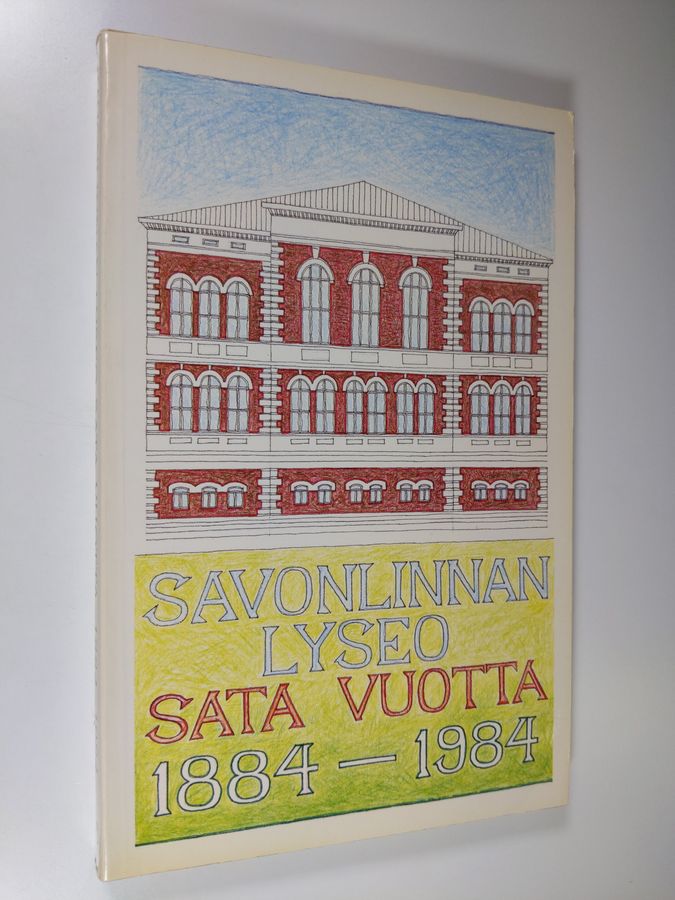 SAVONLINNAN
LYSEO
SATA VUOTTA
1884 — 1984